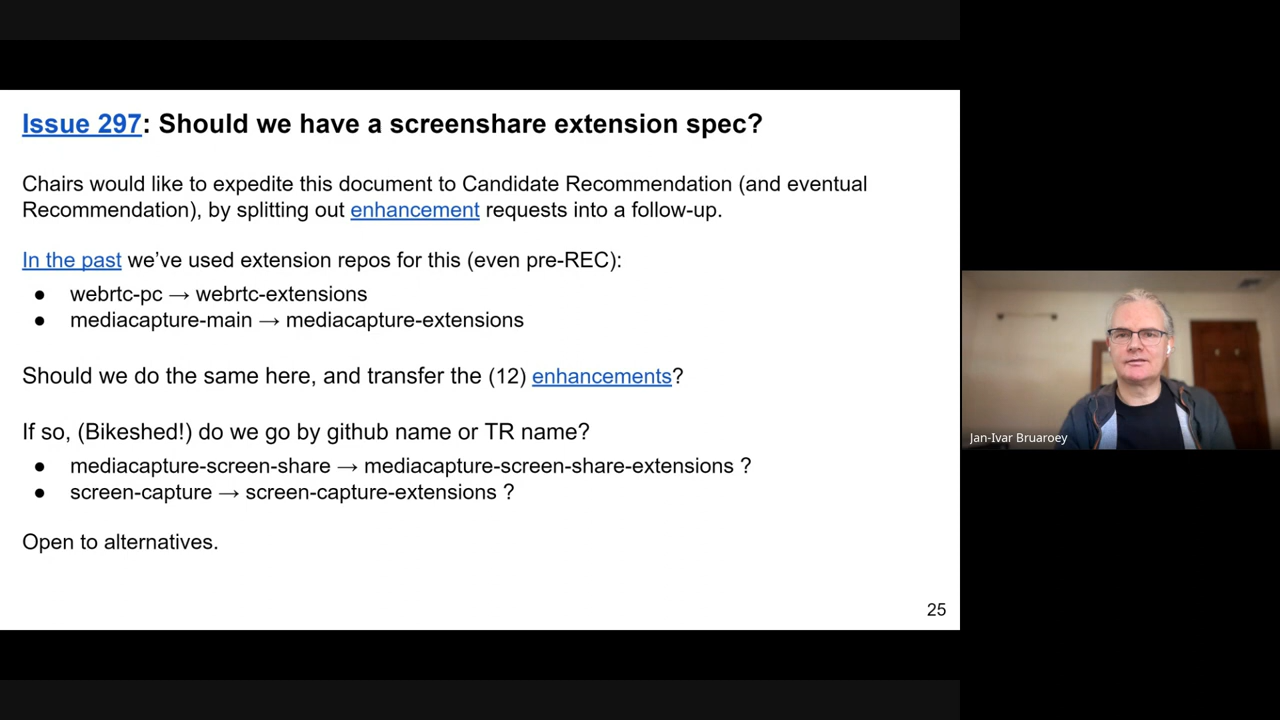 Issue 297: Should we have a screenshare extension spec?
Chairs would like to expedite this document to Candidate Recommendation (and eventual
Recommendation), by splitting out enhancement requests into a follow-up.
In the past we’ve used extension repos for this (even pre-REC):
● webrtc-pc → webrtc-extensions
● mediacapture-main → mediacapture-extensions
Should we do the same here, and transfer the (12) enhancements?
If so, (Bikeshed!) do we go by github name or TR name?
● mediacapture-screen-share → mediacapture-screen-share-extensions ?
● screen-capture → screen-capture-extensions ?
Open to alternatives.
25
Jan-Ivar Bruaroey